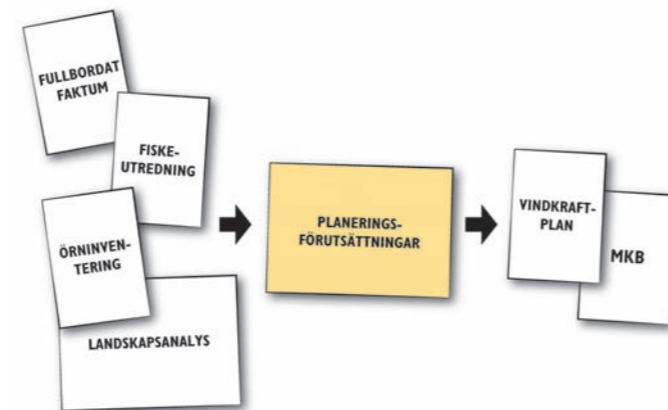 FULLBORDAT
FAKTUM
FISKE-
UTREDNING
ÖRNINVEN-
TERING
LANDSKAPSANALYS
PLANERINGS-
FÖRUTSÄTTNINGAR
VINDKRAFT-
PLAN
MKB